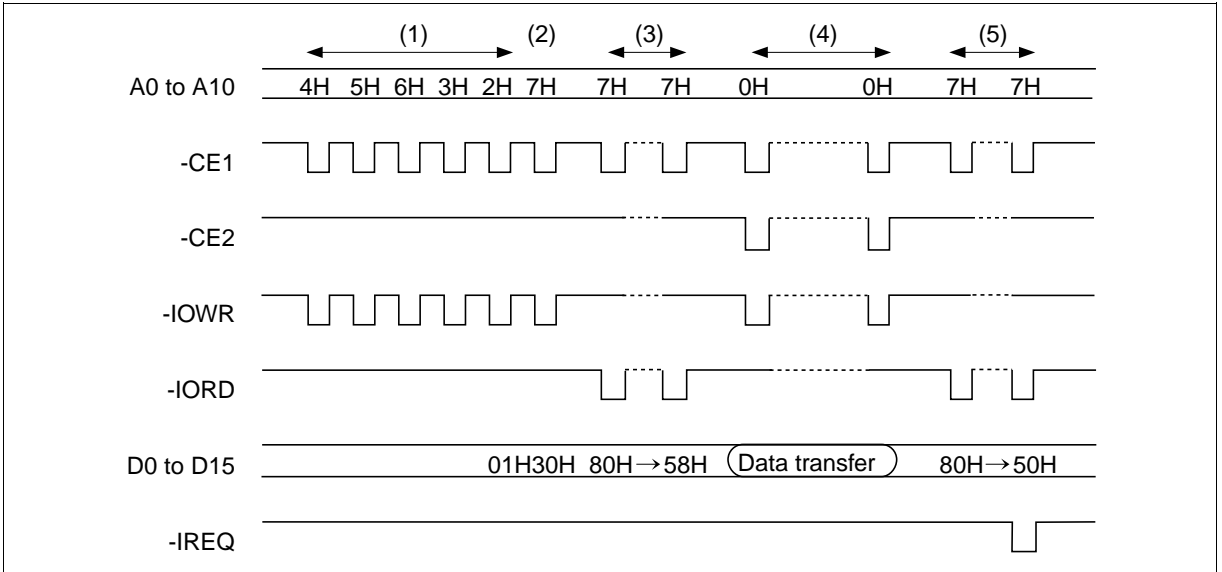 (1) (2) (3) (4) (5)
A0 to A10 4H 5H 6H 3H 2H 7H 7H 7H 0H 0H 7H 7H
-CE1
-CE2
-IOWR
-IORD
D0 to D15 01H30H 80H→58H Data transfer 80H→50H
-IREQ